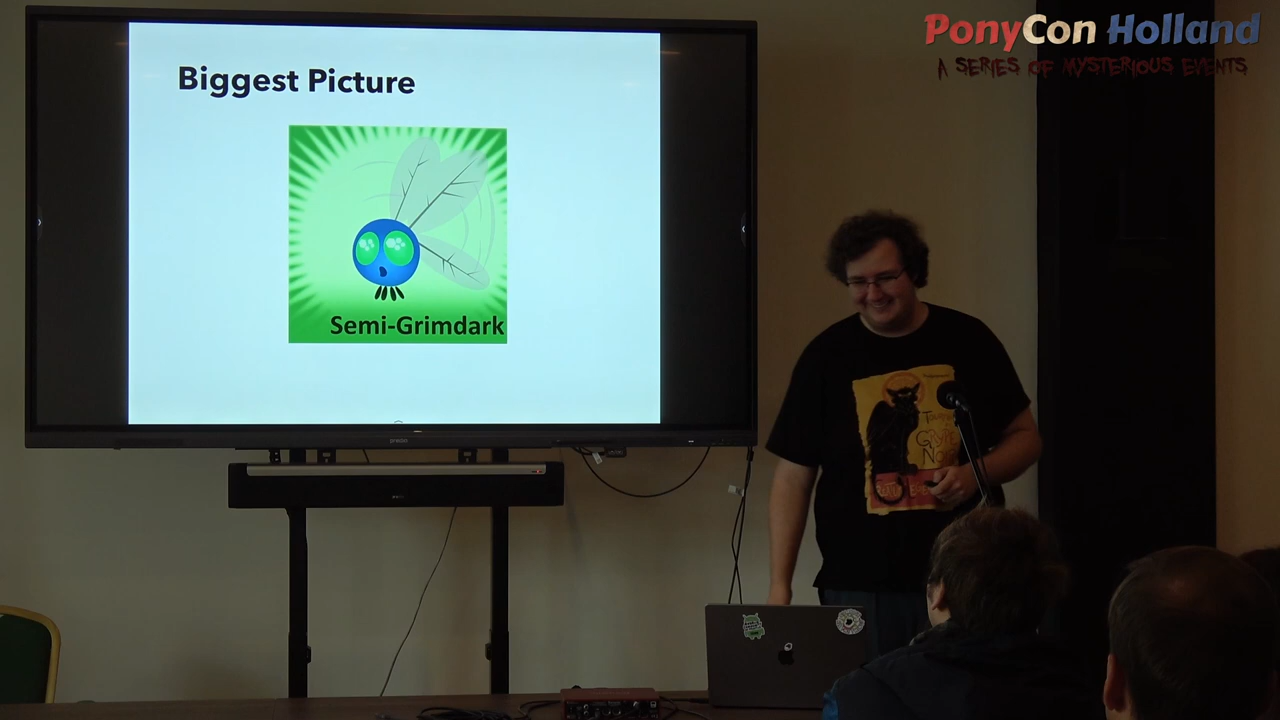 PonyCon Holland
A SERIES OF MYSTERIOUS EVENTS
Biggest Picture
Semi-Grimdark